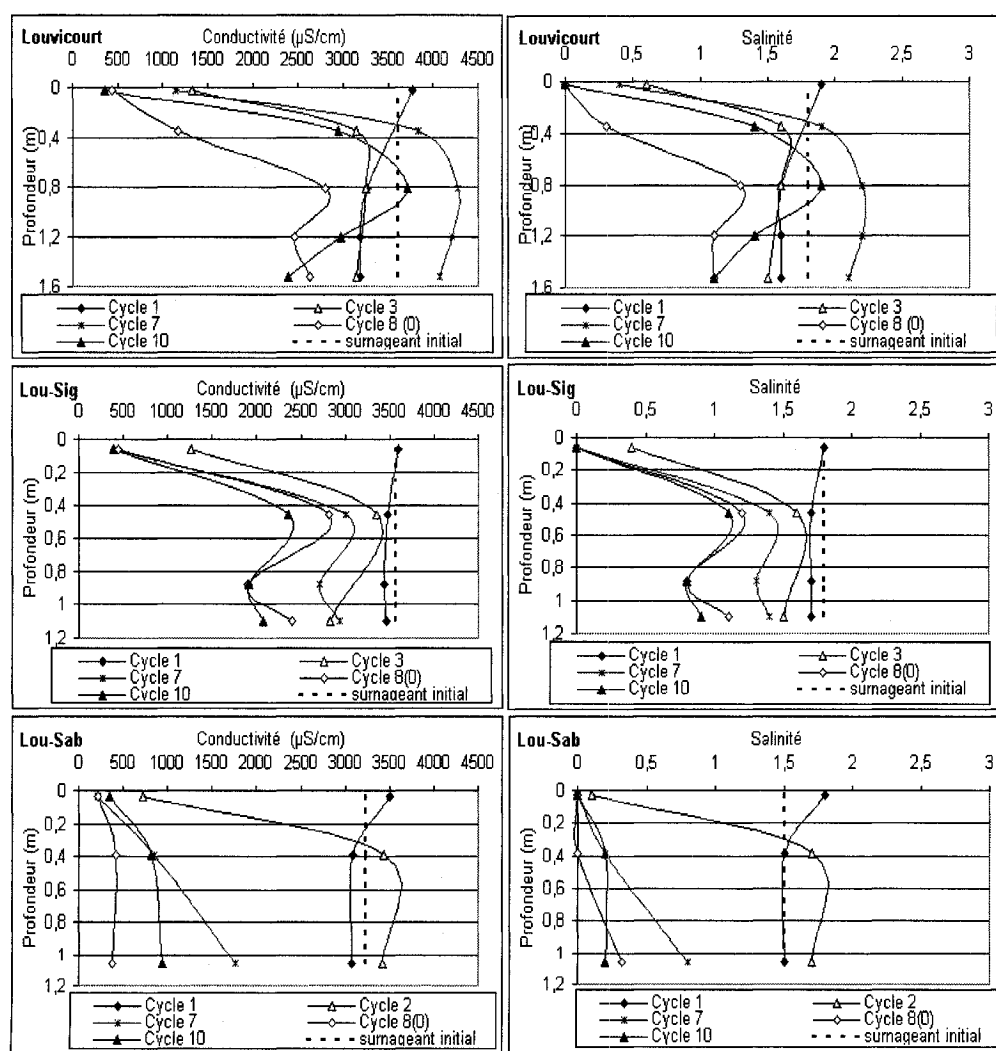 Louvicourt Conductivité (µS/cm)
0 500 1000 1500 2000 2500 3000 3500 4000 4500
Profondeur (m)
0
0,4
0,8
1,2
1,6
Cycle 1 Cycle 3
Cycle 7 Cycle 8 (0)
Cycle 10 surnageant initial
Louvicourt Salinité
0 0,5 1 1,5 2 2,5 3
Profondeur (m)
0
0,4
0,8
1,2
1,6
Cycle 1 Cycle 3
Cycle 7 Cycle 8 (0)
Cycle 10 surnageant initial
Lou-Sig Conductivité (µS/cm)
0 500 1000 1500 2000 2500 3000 3500 4000 4500
Profondeur (m)
0
0,2
0,4
0,6
0,8
1
1,2
Cycle 1 Cycle 3
Cycle 7 Cycle 8(0)
Cycle 10 surnageant initial
Lou-Sig Salinité
0 0,5 1 1,5 2 2,5 3
Profondeur (m)
0
0,2
0,4
0,6
0,8
1
1,2
Cycle 1 Cycle 3
Cycle 7 Cycle 8(0)
Cycle 10 surnageant initial
Lou-Sab Conductivité (µS/cm)
0 500 1000 1500 2000 2500 3000 3500 4000 4500
Profondeur (m)
0
0,2
0,4
0,6
0,8
1
1,2
Cycle 1 Cycle 2
Cycle 7 Cycle 8(0)
Cycle 10 surnageant initial
Lou-Sab Salinité
0 0,5 1 1,5 2 2,5 3
Profondeur (m)
0
0,2
0,4
0,6
0,8
1
1,2
Cycle 1 Cycle 2
Cycle 7 Cycle 8(0)
Cycle 10 surnageant initial